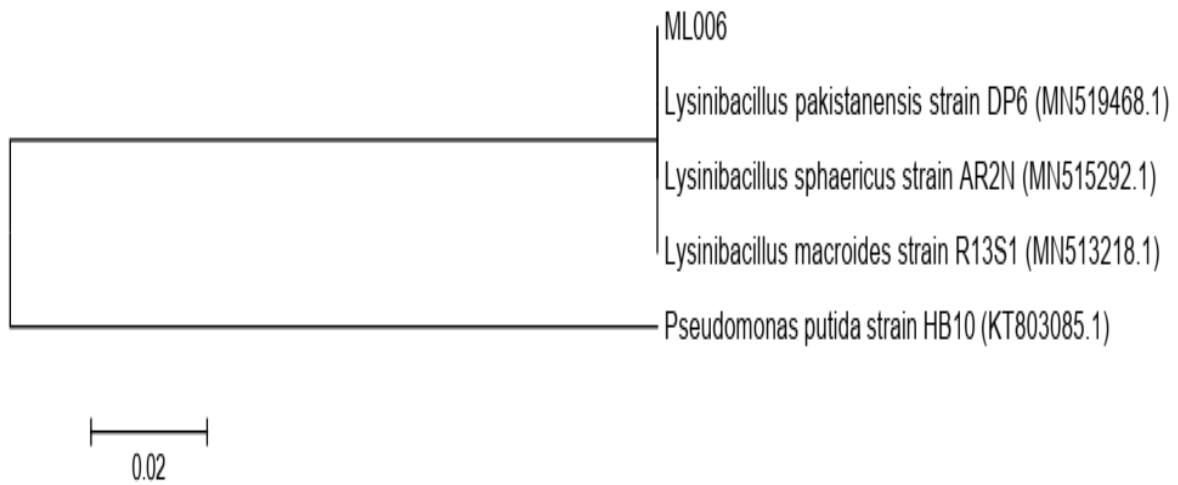 ML006
Lysinibacillus pakistanensis strain DP6 (MN519468.1)
Lysinibacillus sphaericus strain AR2N (MN515292.1)
Lysinibacillus macroides strain R13S1 (MN513218.1)
Pseudomonas putida strain HB10 (KT803085.1)
0.02